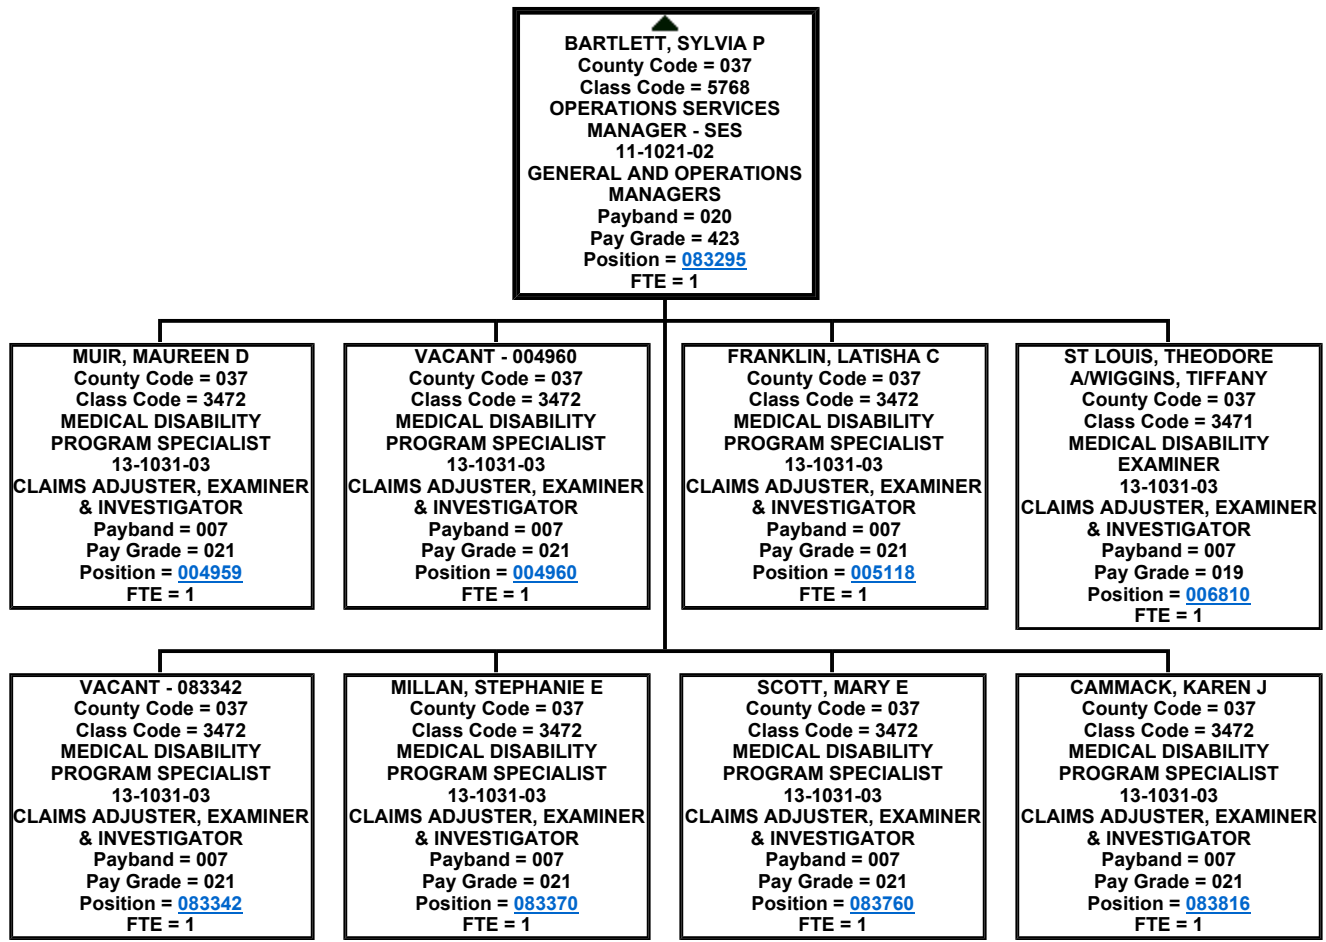 BARTLETT, SYLVIA P
County Code = 037
Class Code = 5768
OPERATIONS SERVICES
MANAGER - SES
11-1021-02
GENERAL AND OPERATIONS
MANAGERS
Payband = 020
Pay Grade = 423
Position = 083295
FTE = 1
MUIR, MAUREEN D
County Code = 037
Class Code = 3472
MEDICAL DISABILITY
PROGRAM SPECIALIST
13-1031-03
CLAIMS ADJUSTER, EXAMINER
& INVESTIGATOR
Payband = 007
Pay Grade = 021
Position = 004959
FTE = 1
VACANT - 004960
County Code = 037
Class Code = 3472
MEDICAL DISABILITY
PROGRAM SPECIALIST
13-1031-03
CLAIMS ADJUSTER, EXAMINER
& INVESTIGATOR
Payband = 007
Pay Grade = 021
Position = 004960
FTE = 1
FRANKLIN, LATISHA C
County Code = 037
Class Code = 3472
MEDICAL DISABILITY
PROGRAM SPECIALIST
13-1031-03
CLAIMS ADJUSTER, EXAMINER
& INVESTIGATOR
Payband = 007
Pay Grade = 021
Position = 005118
FTE = 1
ST LOUIS, THEODORE
A/WIGGINS, TIFFANY
County Code = 037
Class Code = 3471
MEDICAL DISABILITY
EXAMINER
13-1031-03
CLAIMS ADJUSTER, EXAMINER
& INVESTIGATOR
Payband = 007
Pay Grade = 019
Position = 006810
FTE = 1
VACANT - 083342
County Code = 037
Class Code = 3472
MEDICAL DISABILITY
PROGRAM SPECIALIST
13-1031-03
CLAIMS ADJUSTER, EXAMINER
& INVESTIGATOR
Payband = 007
Pay Grade = 021
Position = 083342
FTE = 1
MILLAN, STEPHANIE E
County Code = 037
Class Code = 3472
MEDICAL DISABILITY
PROGRAM SPECIALIST
13-1031-03
CLAIMS ADJUSTER, EXAMINER
& INVESTIGATOR
Payband = 007
Pay Grade = 021
Position = 083370
FTE = 1
SCOTT, MARY E
County Code = 037
Class Code = 3472
MEDICAL DISABILITY
PROGRAM SPECIALIST
13-1031-03
CLAIMS ADJUSTER, EXAMINER
& INVESTIGATOR
Payband = 007
Pay Grade = 021
Position = 083760
FTE = 1
CAMMACK, KAREN J
County Code = 037
Class Code = 3472
MEDICAL DISABILITY
PROGRAM SPECIALIST
13-1031-03
CLAIMS ADJUSTER, EXAMINER
& INVESTIGATOR
Payband = 007
Pay Grade = 021
Position = 083816
FTE = 1